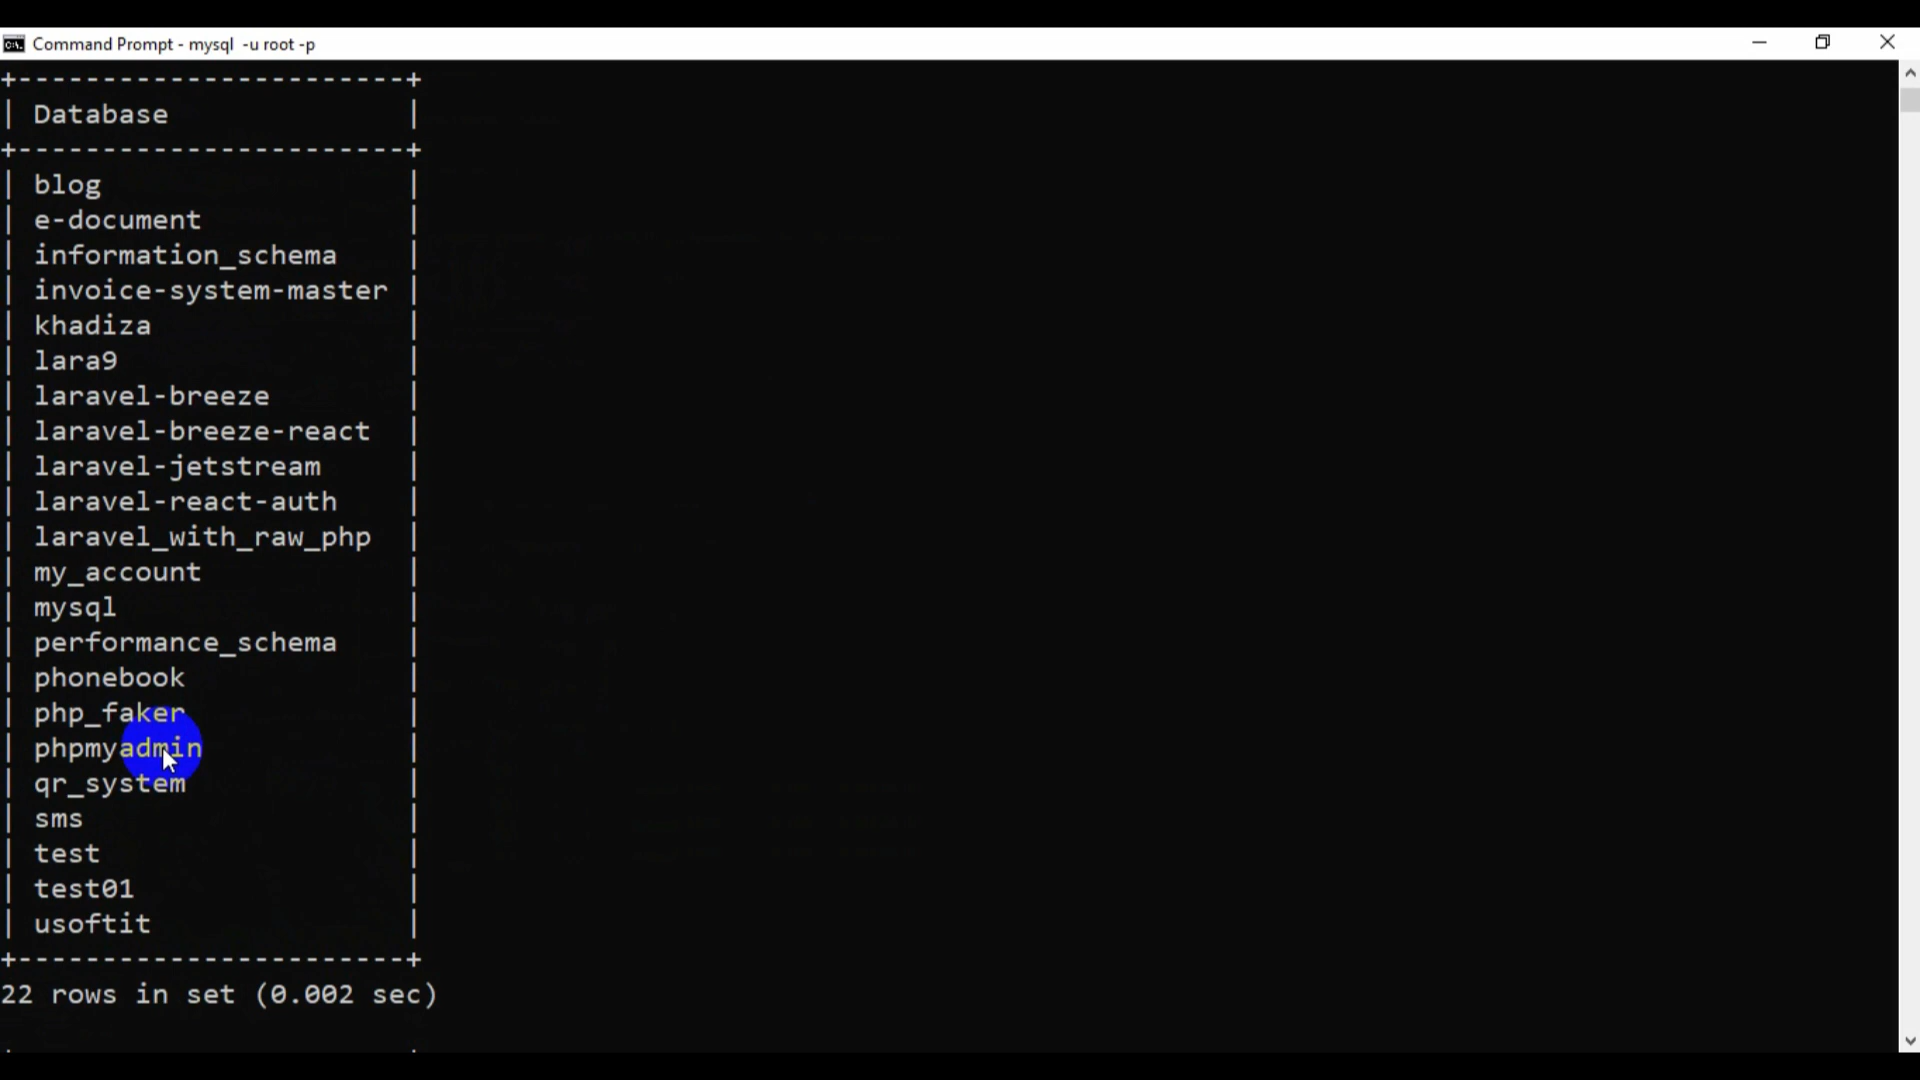 Command Prompt - mysql -u root -p
+-----------------------+
| Database              |
+-----------------------+
| blog                  |
| e-document            |
| information_schema    |
| invoice-system-master |
| khadiza               |
| lara9                 |
| laravel-breeze        |
| laravel-breeze-react  |
| laravel-jetstream     |
| laravel-react-auth    |
| laravel_with_raw_php  |
| my_account            |
| mysql                 |
| performance_schema    |
| phonebook             |
| php_faker             |
| phpmyadmin            |
| qr_system             |
| sms                   |
| test                  |
| test01                |
| usoftit               |
+-----------------------+
22 rows in set (0.002 sec)